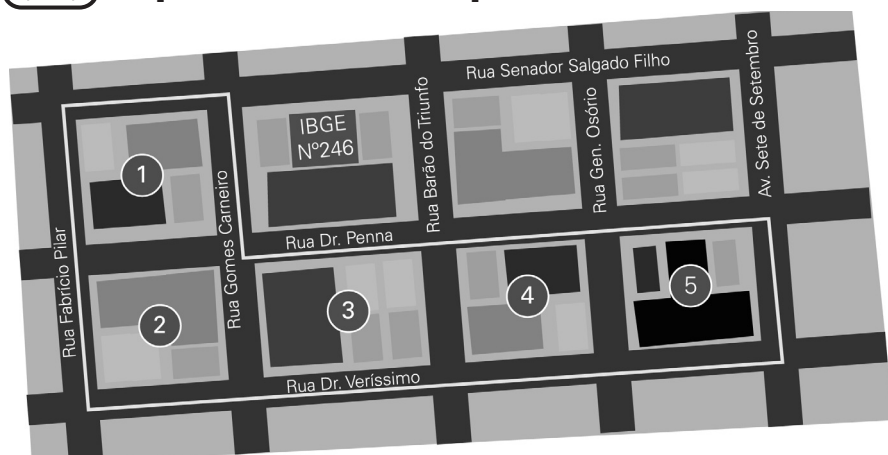 Rua Senador Salgado Filho
IBGE
Nº246
Rua Barão do Triunfo
Rua Gen. Osório
Av. Sete de Setembro
1
Rua Fabrício Pilar
Rua Gomes Carneiro
Rua Dr. Penna
2
3
4
5
Rua Dr. Veríssimo